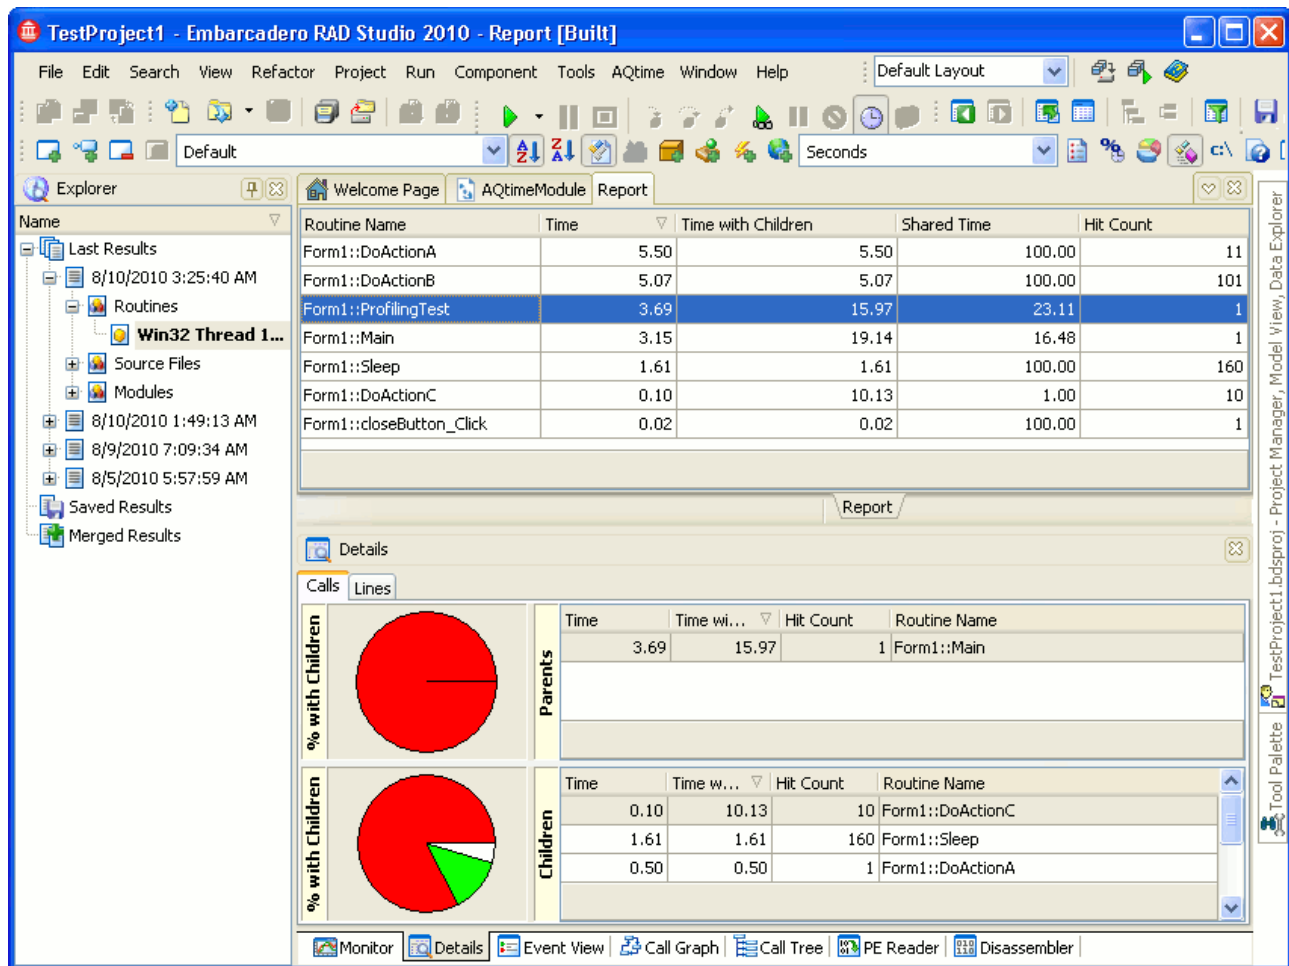 TestProject1 - Embarcadero RAD Studio 2010 - Report [Built]
File Edit Search View Refactor Project Run Component Tools AQtime Window Help Default Layout
Default Seconds
Explorer
Name
Last Results
8/10/2010 3:25:40 AM
Routines
Win32 Thread 1...
Source Files
Modules
8/10/2010 1:49:13 AM
8/9/2010 7:09:34 AM
8/5/2010 5:57:59 AM
Saved Results
Merged Results
Welcome Page AQtimeModule Report
Routine Name Time Time with Children Shared Time Hit Count
Form1::DoActionA 5.50 5.50 100.00 11
Form1::DoActionB 5.07 5.07 100.00 101
Form1::ProfilingTest 3.69 15.97 23.11 1
Form1::Main 3.15 19.14 16.48 1
Form1::Sleep 1.61 1.61 100.00 160
Form1::DoActionC 0.10 10.13 1.00 10
Form1::closeButton_Click 0.02 0.02 100.00 1
Report
Details
Calls Lines
% with Children
Parents
Time Time wi... Hit Count Routine Name
3.69 15.97 1 Form1::Main
% with Children
Children
Time Time w... Hit Count Routine Name
0.10 10.13 10 Form1::DoActionC
1.61 1.61 160 Form1::Sleep
0.50 0.50 1 Form1::DoActionA
Monitor Details Event View Call Graph Call Tree PE Reader Disassembler
TestProject1.bdsproj - Project Manager, Model View, Data Explorer
Tool Palette